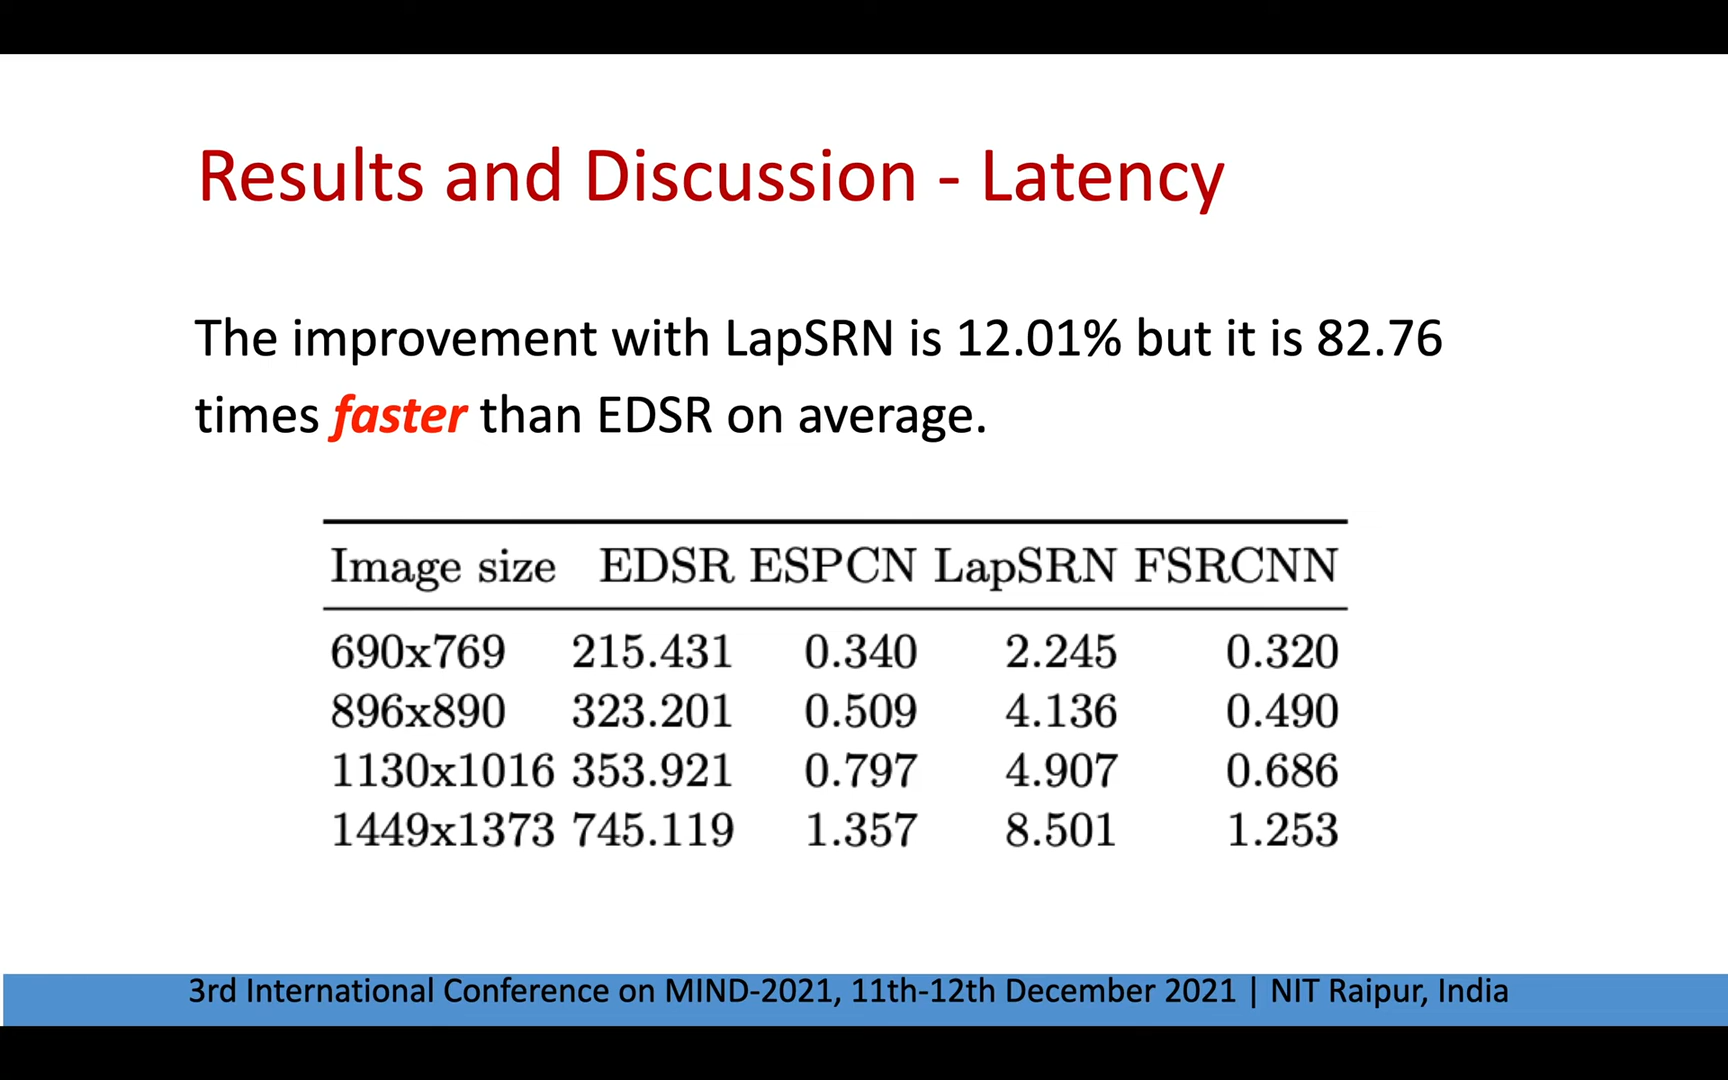 Results and Discussion - Latency
The improvement with LapSRN is 12.01% but it is 82.76
times faster than EDSR on average.
Image size EDSR ESPCN LapSRN FSRCNN
690x769 215.431 0.340 2.245 0.320
896x890 323.201 0.509 4.136 0.490
1130x1016 353.921 0.797 4.907 0.686
1449x1373 745.119 1.357 8.501 1.253
3rd International Conference on MIND-2021, 11th-12th December 2021 | NIT Raipur, India